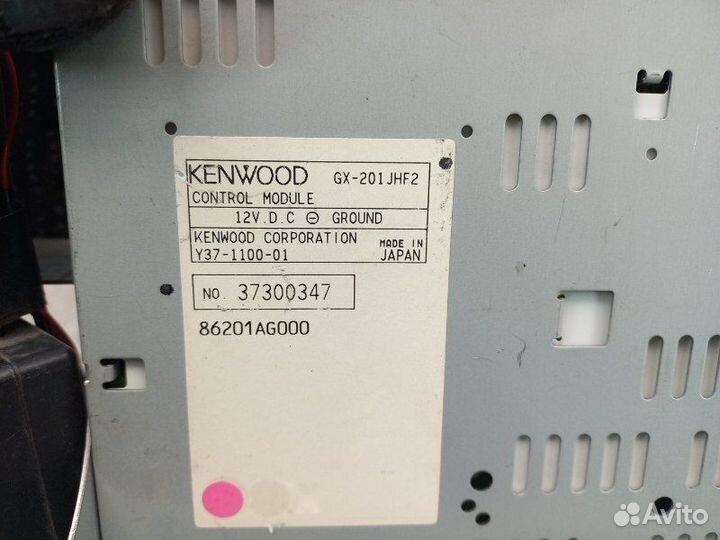 KENWOOD GX-201JHF2
CONTROL MODULE
12V.D.C ⊖ GROUND
KENWOOD CORPORATION MADE IN
Y37-1100-01 JAPAN
NO. 37300347
86201AG000
Avito